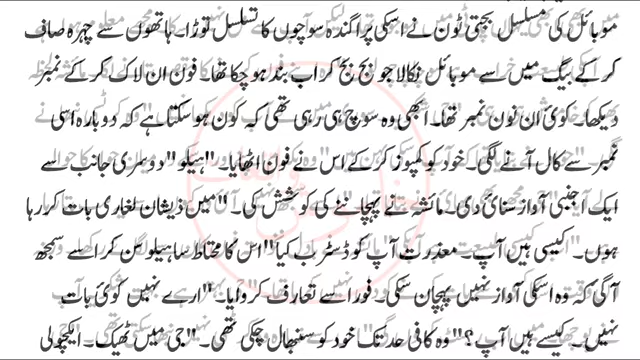 موبائل کی مسلسل بجتی ٹون نے اسکی پراگندہ سوچوں کا تسلسل توڑا۔ ہاتھوں سے چہرہ صاف
کر کے بیگ میں سے موبائل نکالا جو بج بج کر اب بند ہو چکا تھا۔ فون ان لاک کر کے نمبر
دیکھا۔ کوئ ان نون نمبر تھا۔ ابھی وہ سوچ ہی رہی تھی کہ کون ہو سکتا ہے کہ دوبارہ اسی
نمبر سے کال آنے لگی۔ خود کو کمپوز کر کے اس نے فون اٹھایا۔ "ہیلو" دوسری جانب اسے
ایک اجنبی آواز سنائ دی۔ مائشہ نے پہچاننے کی کوشش کی۔ "میں ذیشان لغاری بات کر رہا
ہوں۔ کیسی ہیں آپ۔ معذرت آپ کو ڈسٹرب کیا" اس کا محتاط سا ہیلو سن کر اسے سمجھ
آگئ کہ وہ اسکی آواز نہیں پہچان سکی۔ فورا سے تعارف کروایا۔ "ارے نہیں کوئ بات
نہیں۔ کیسے ہیں آپ؟" وہ کافی حد تک خود کو سنبھال چکی تھی۔ "جی میں ٹھیک۔ ایکچولی